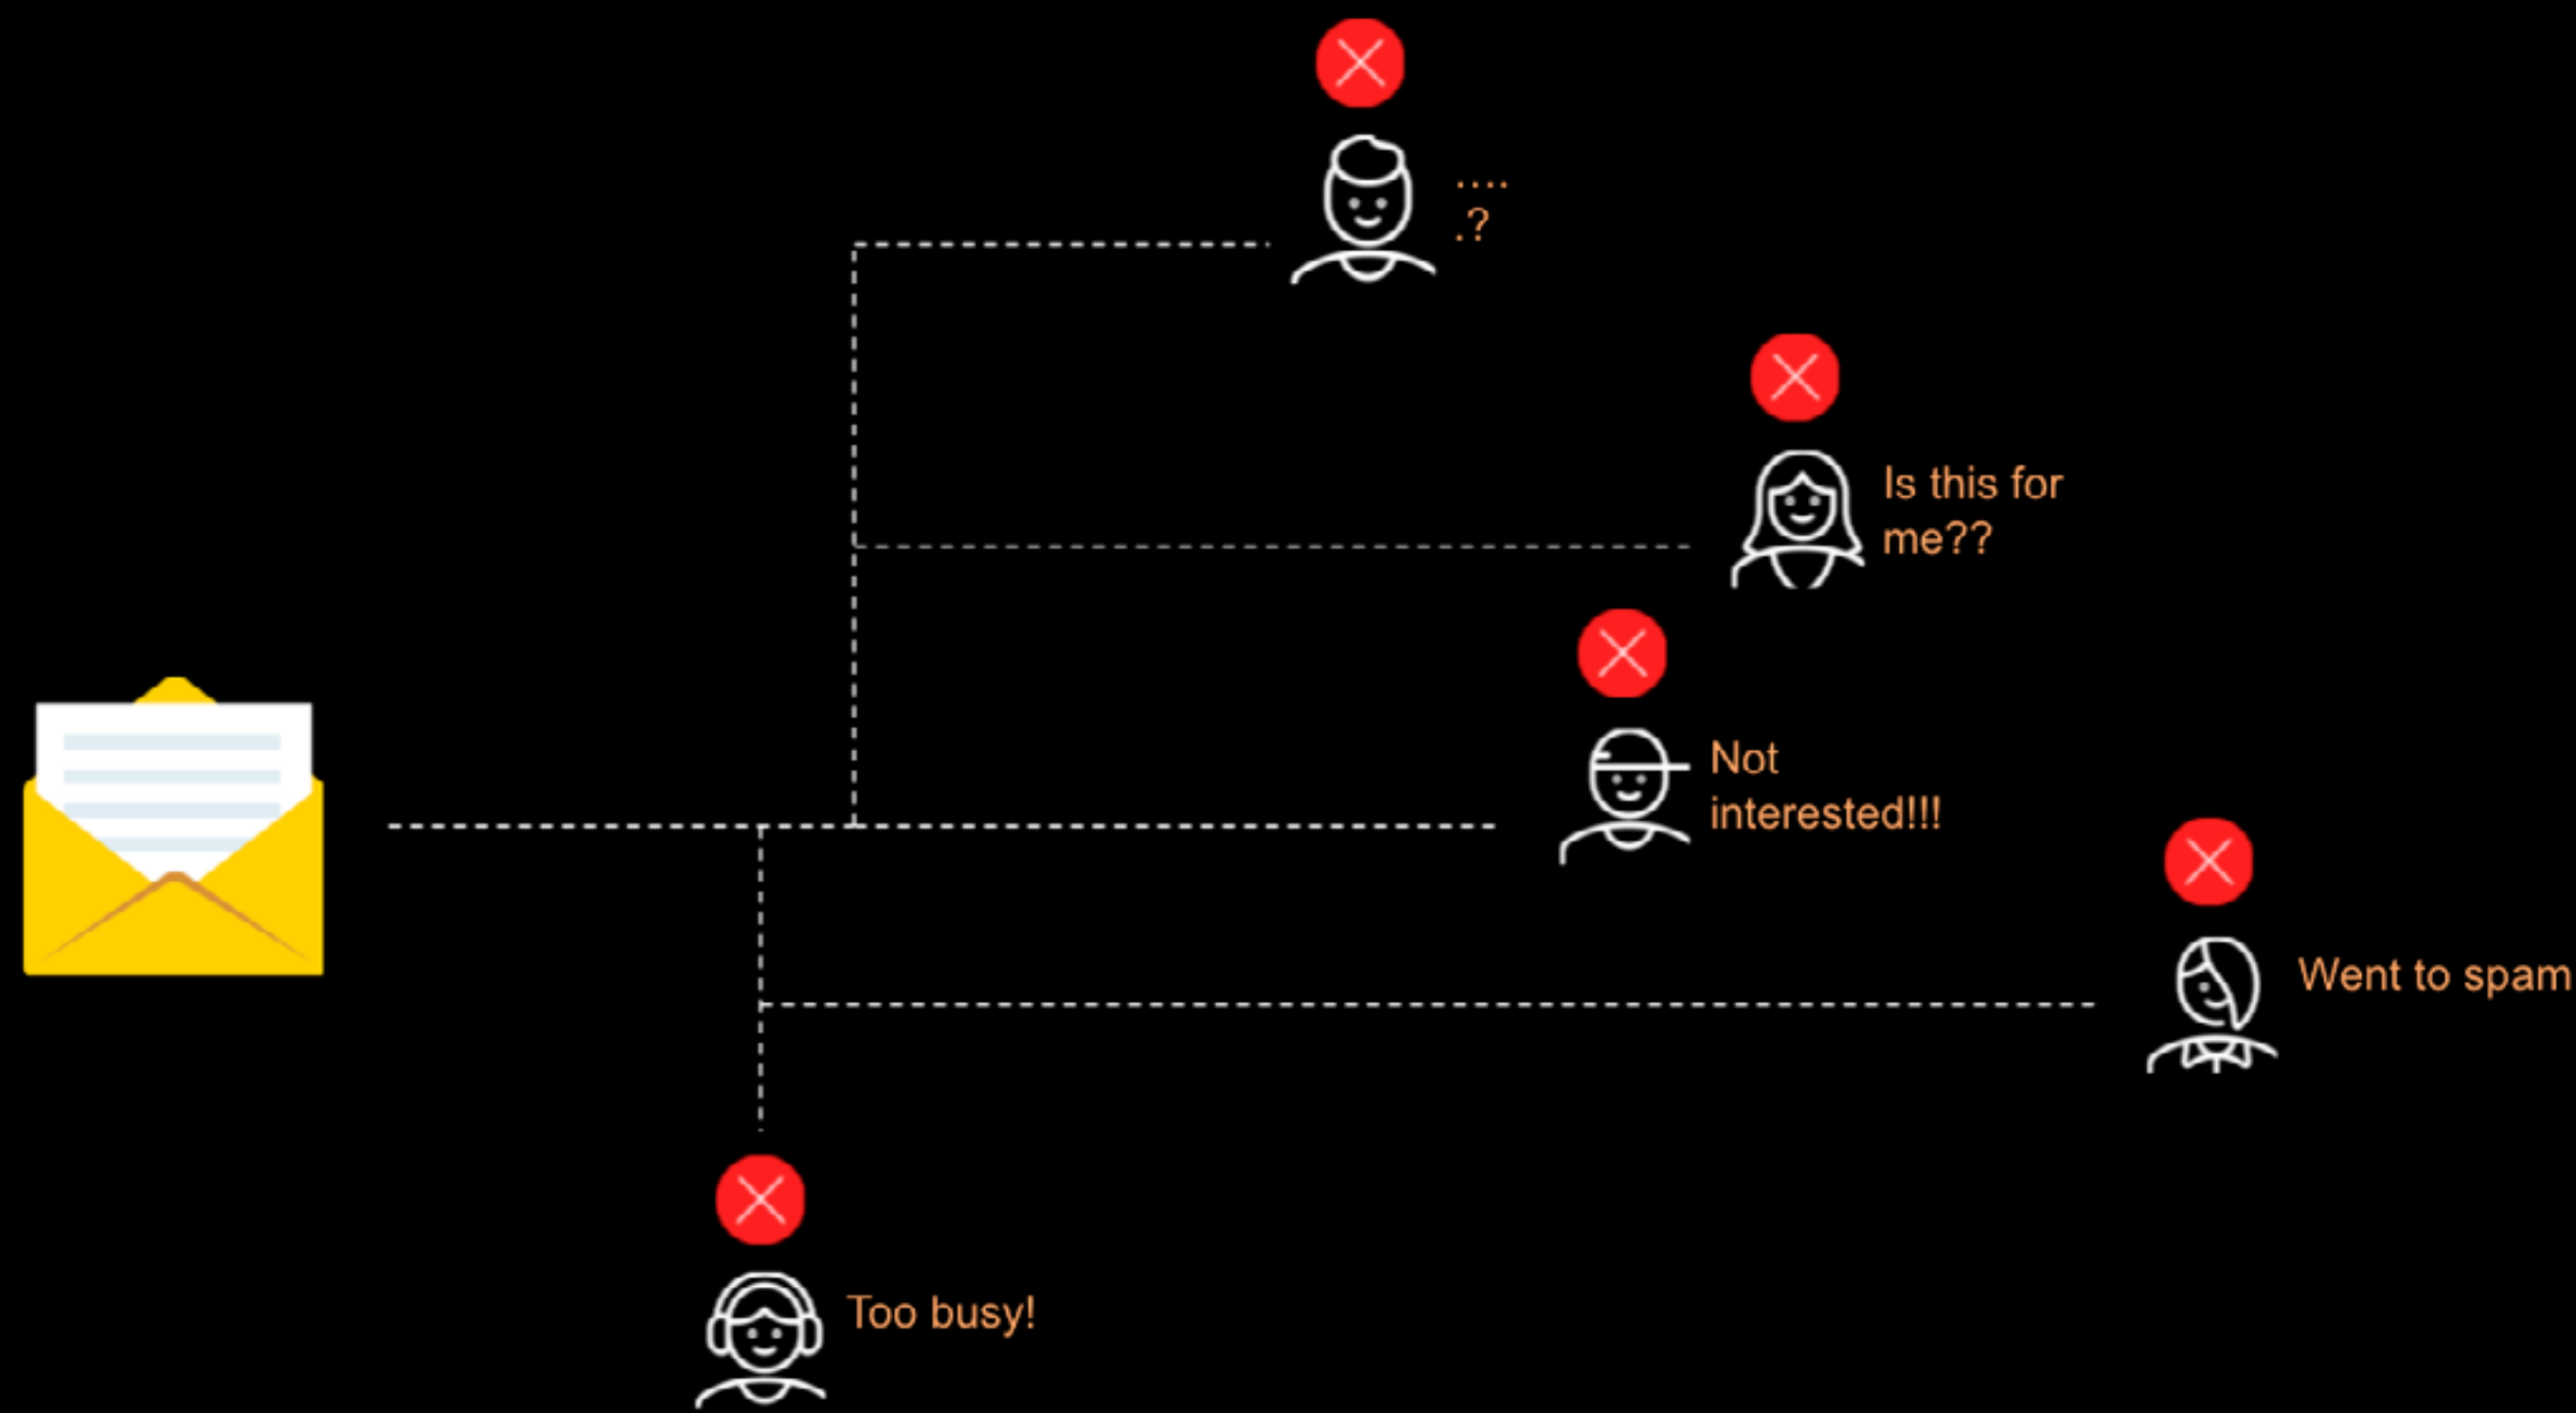 ....
.?
Is this for
me??
Not
interested!!!
Went to spam
Too busy!